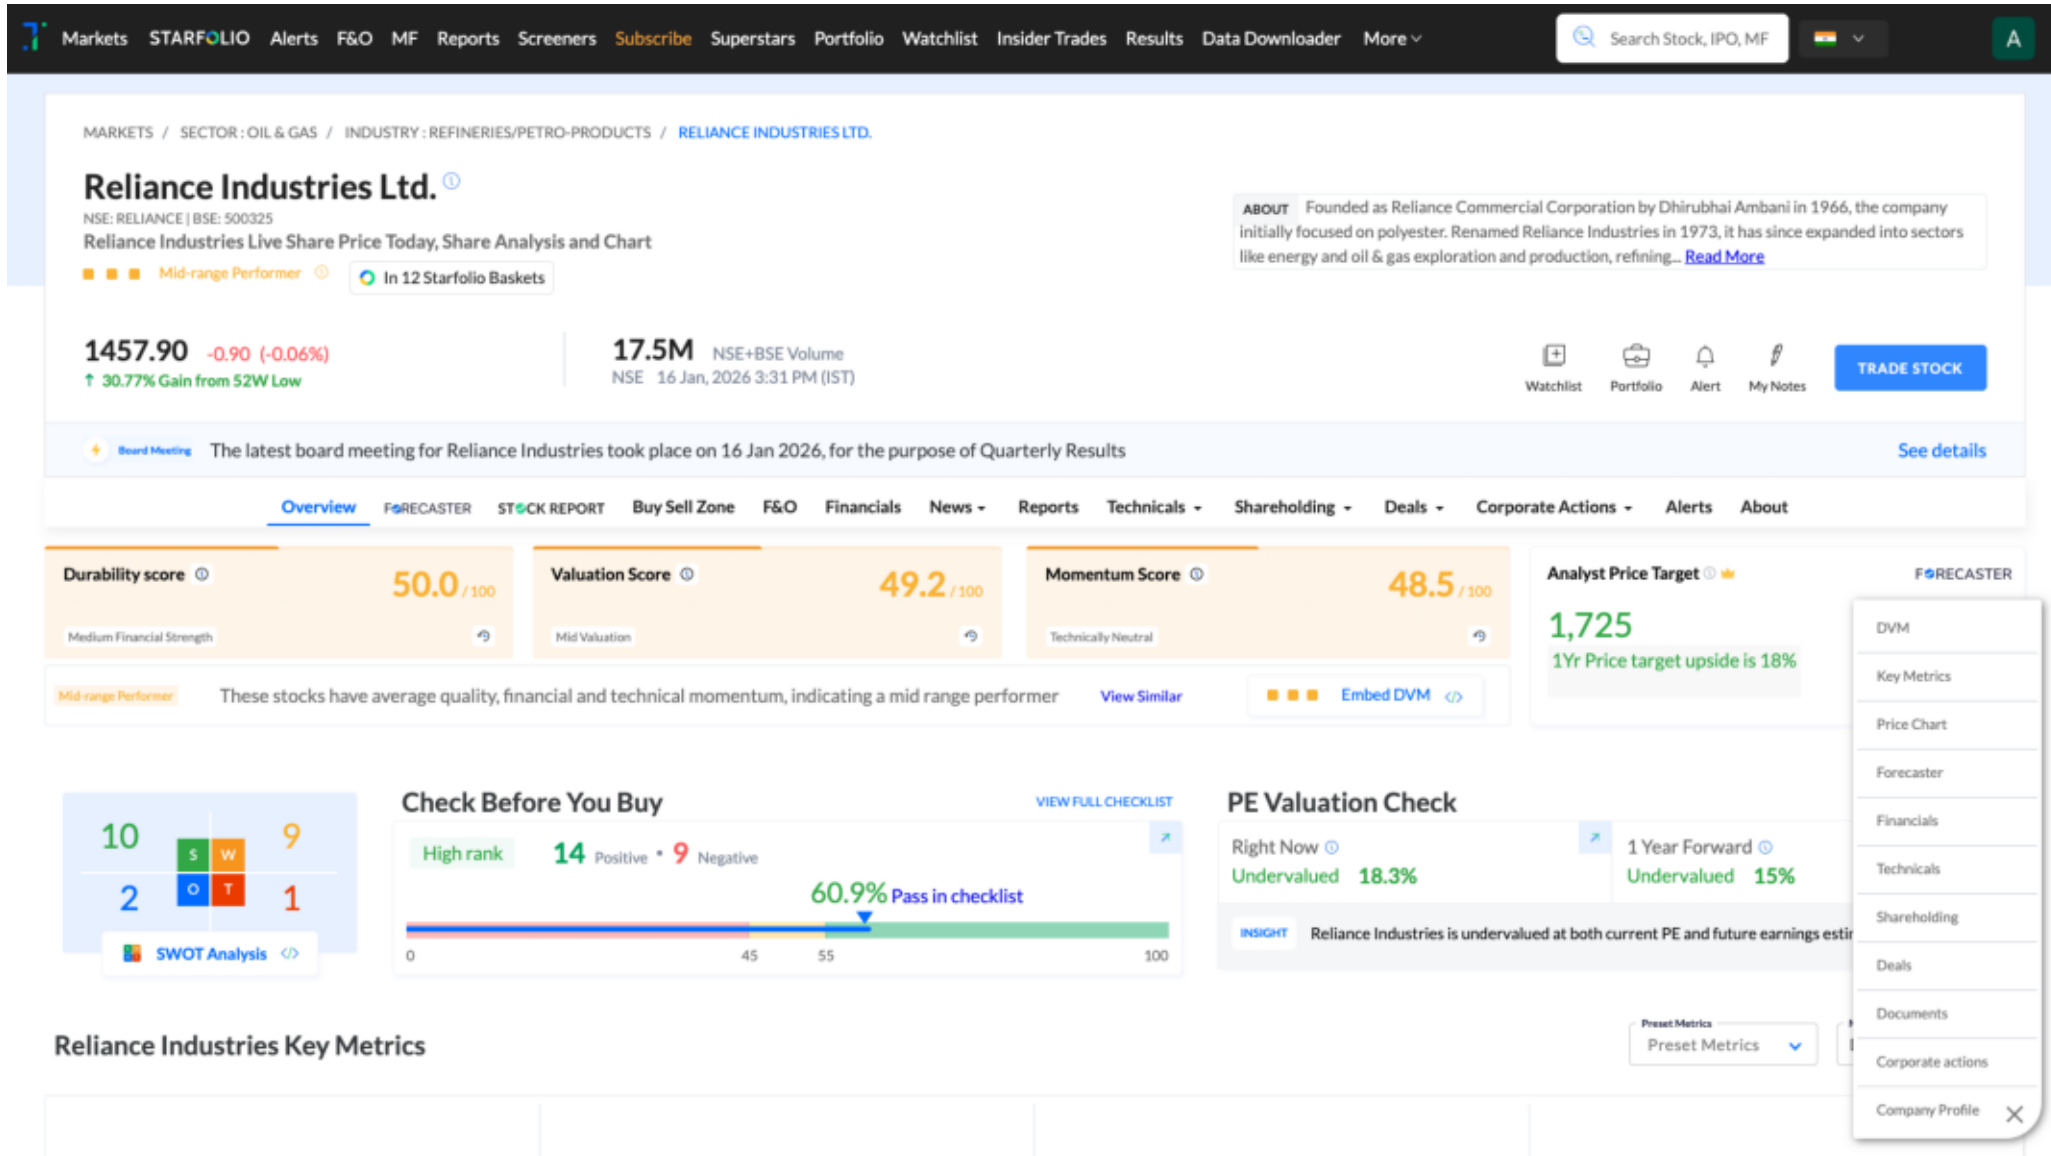 Markets STARFOLIO Alerts F&O MF Reports Screeners Subscribe Superstars Portfolio Watchlist Insider Trades Results Data Downloader More Search Stock, IPO, MF A
MARKETS / SECTOR : OIL & GAS / INDUSTRY : REFINERIES/PETRO-PRODUCTS / RELIANCE INDUSTRIES LTD.
Reliance Industries Ltd.
NSE: RELIANCE | BSE: 500325
Reliance Industries Live Share Price Today, Share Analysis and Chart
Mid-range Performer In 12 Starfolio Baskets
ABOUT Founded as Reliance Commercial Corporation by Dhirubhai Ambani in 1966, the company
initially focused on polyester. Renamed Reliance Industries in 1973, it has since expanded into sectors
like energy and oil & gas exploration and production, refining... Read More
1457.90 -0.90 (-0.06%)
↑ 30.77% Gain from 52W Low
17.5M NSE+BSE Volume
NSE 16 Jan, 2026 3:31 PM (IST)
Watchlist Portfolio Alert My Notes TRADE STOCK
Board Meeting The latest board meeting for Reliance Industries took place on 16 Jan 2026, for the purpose of Quarterly Results See details
Overview FORECASTER STOCK REPORT Buy Sell Zone F&O Financials News Reports Technicals Shareholding Deals Corporate Actions Alerts About
Durability score 50.0 / 100
Medium Financial Strength
Valuation Score 49.2 / 100
Mid Valuation
Momentum Score 48.5 / 100
Technically Neutral
Analyst Price Target FORECASTER
1,725
1Yr Price target upside is 18%
Mid-range Performer These stocks have average quality, financial and technical momentum, indicating a mid range performer View Similar Embed DVM </>
10 S W 9
2 O T 1
SWOT Analysis </>
Check Before You Buy VIEW FULL CHECKLIST
High rank 14 Positive • 9 Negative
60.9% Pass in checklist
0 45 55 100
PE Valuation Check
Right Now
Undervalued 18.3%
1 Year Forward
Undervalued 15%
INSIGHT Reliance Industries is undervalued at both current PE and future earnings estir
DVM
Key Metrics
Price Chart
Forecaster
Financials
Technicals
Shareholding
Deals
Documents
Corporate actions
Company Profile
Reliance Industries Key Metrics
Preset Metrics
Preset Metrics